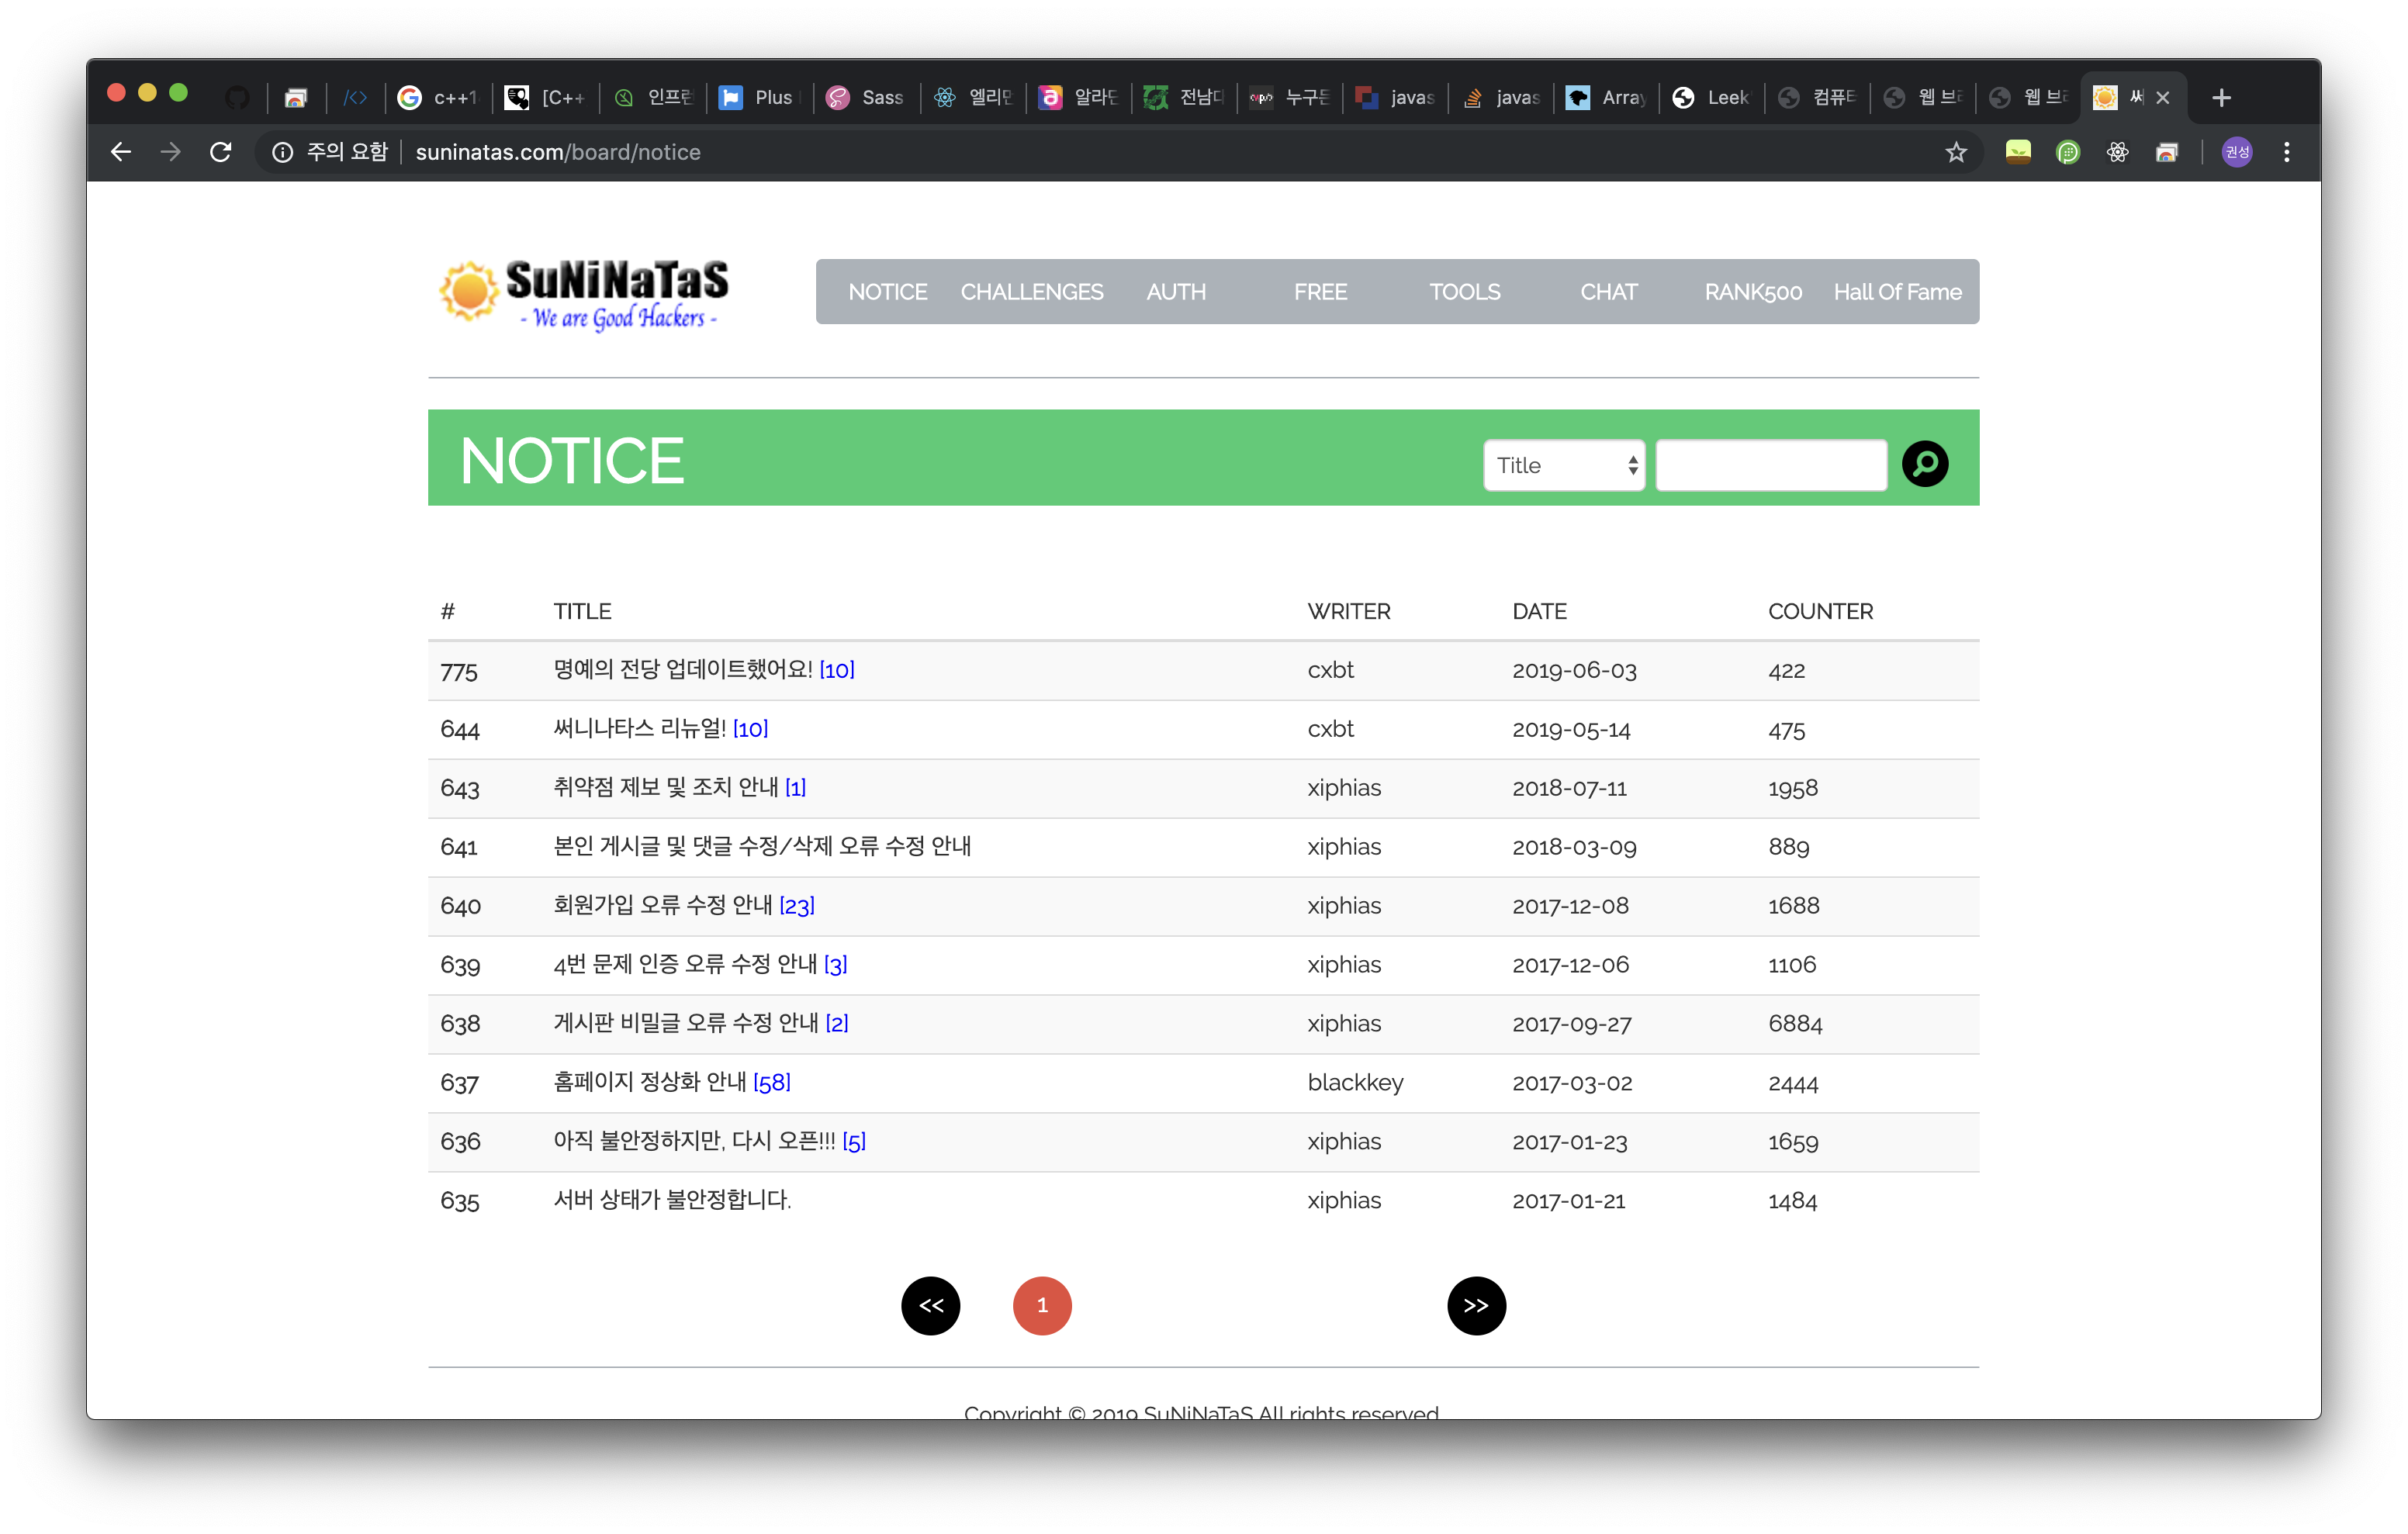 c++1 [C++ 인프런 Plus Sass 엘리먼 알라딘 전남대 누구든 javas javas Array Leek 컴퓨터 웹 브라 웹 브라 써
주의 요함 suninatas.com/board/notice 권성
SuNiNaTaS
- We are Good Hackers -
NOTICE CHALLENGES AUTH FREE TOOLS CHAT RANK500 Hall Of Fame
NOTICE Title
# TITLE WRITER DATE COUNTER
775 명예의 전당 업데이트했어요! [10] cxbt 2019-06-03 422
644 써니나타스 리뉴얼! [10] cxbt 2019-05-14 475
643 취약점 제보 및 조치 안내 [1] xiphias 2018-07-11 1958
641 본인 게시글 및 댓글 수정/삭제 오류 수정 안내 xiphias 2018-03-09 889
640 회원가입 오류 수정 안내 [23] xiphias 2017-12-08 1688
639 4번 문제 인증 오류 수정 안내 [3] xiphias 2017-12-06 1106
638 게시판 비밀글 오류 수정 안내 [2] xiphias 2017-09-27 6884
637 홈페이지 정상화 안내 [58] blackkey 2017-03-02 2444
636 아직 불안정하지만, 다시 오픈!!! [5] xiphias 2017-01-23 1659
635 서버 상태가 불안정합니다. xiphias 2017-01-21 1484
<< 1 >>
Copyright © 2019 SuNiNaTaS All rights reserved